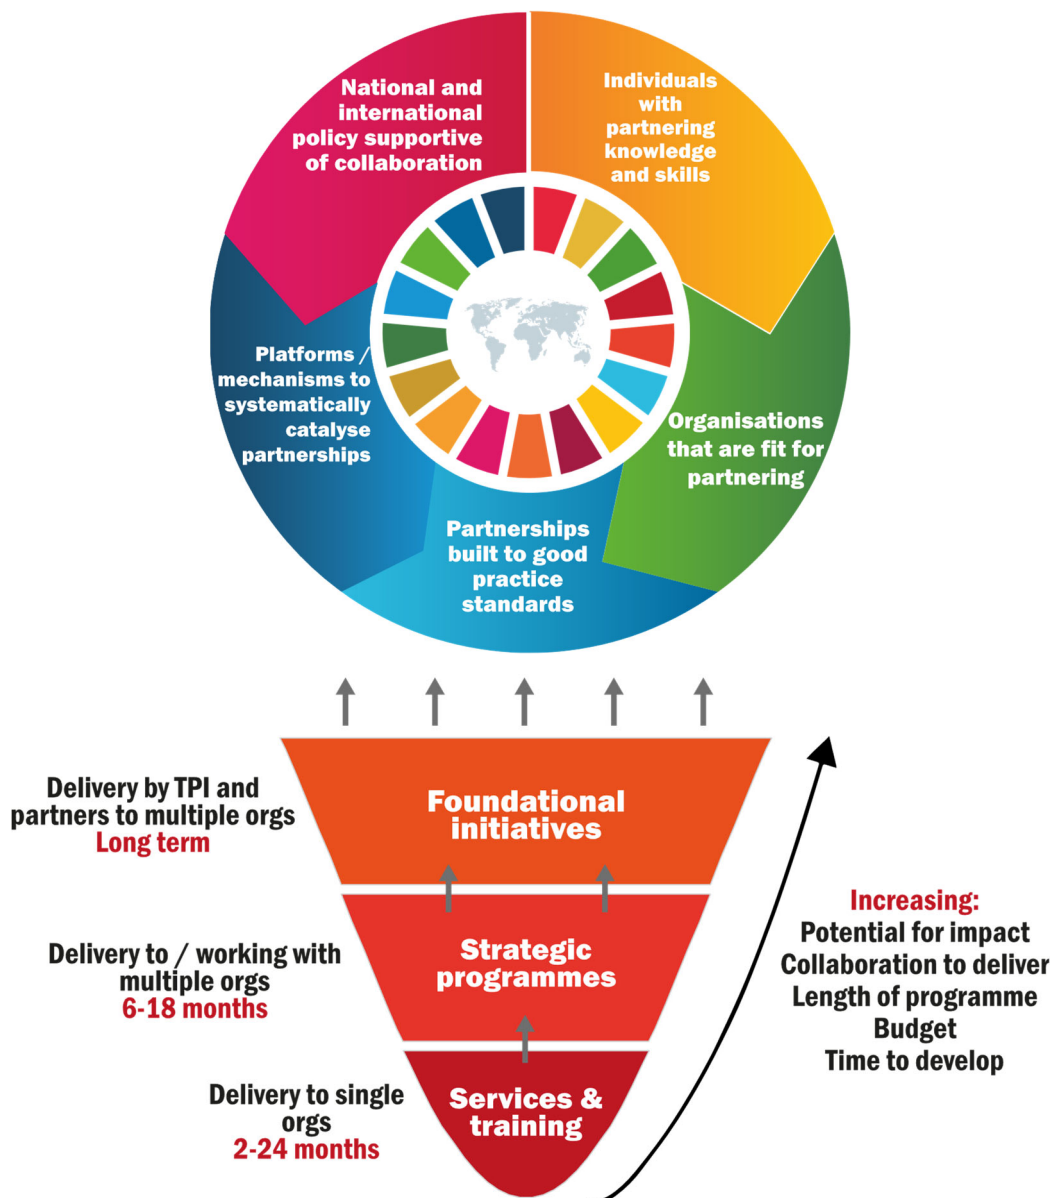 National and
international
policy supportive
of collaboration
Individuals
with
partnering
knowledge
and skills
Platforms /
mechanisms to
systematically
catalyse
partnerships
Organisations
that are fit for
partnering
Partnerships
built to good
practice
standards
Delivery by TPI and
partners to multiple orgs
Long term
Foundational
initiatives
Delivery to / working with
multiple orgs
6-18 months
Strategic
programmes
Increasing:
Potential for impact
Collaboration to deliver
Length of programme
Budget
Time to develop
Delivery to single
orgs
2-24 months
Services &
training